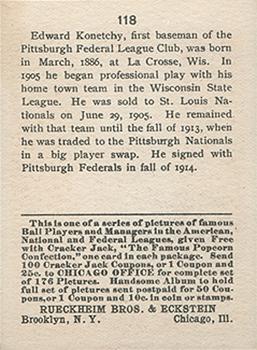 118
Edward Konetchy, first baseman of the
Pittsburgh Federal League Club, was born
in March, 1886, at La Crosse, Wis. In
1905 he began professional play with his
home town team in the Wisconsin State
League. He was sold to St. Louis Na-
tionals on June 29, 1905. He remained
with that team until the fall of 1913, when
he was traded to the Pittsburgh Nationals
in a big player swap. He signed with
Pittsburgh Federals in fall of 1914.
This is one of a series of pictures of famous
Ball Players and Managers in the American,
National and Federal Leagues, given Free
with Cracker Jack, "The Famous Popcorn
Confection," one card in each package. Send
100 Cracker Jack Coupons, or 1 Coupon and
25c. to CHICAGO OFFICE for complete set
of 176 Pictures. Handsome Album to hold
full set of pictures sent postpaid for 50 Cou-
pons, or 1 Coupon and 10c. in coin or stamps.
RUECKHEIM BROS. & ECKSTEIN
Brooklyn, N. Y. Chicago, Ill.